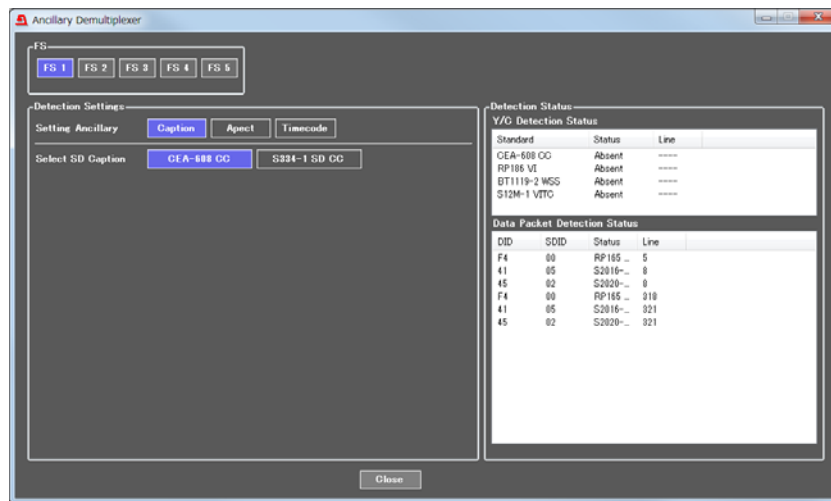 Ancillary Demultiplexer
FS
FS 1 FS 2 FS 3 FS 4 FS 5
Detection Settings
Setting Ancillary Caption Apect Timecode
Select SD Caption CEA-608 CC S334-1 SD CC
Detection Status
Y/C Detection Status
Standard Status Line
CEA-608 CC Absent ----
RP186 VI Absent ----
BT1119-2 WSS Absent ----
S12M-1 VITC Absent ----
Data Packet Detection Status
DID SDID Status Line
F4 00 RP165 ... 5
41 05 S2016-... 8
45 02 S2020-... 8
F4 00 RP165 ... 318
41 05 S2016-... 321
45 02 S2020-... 321
Close